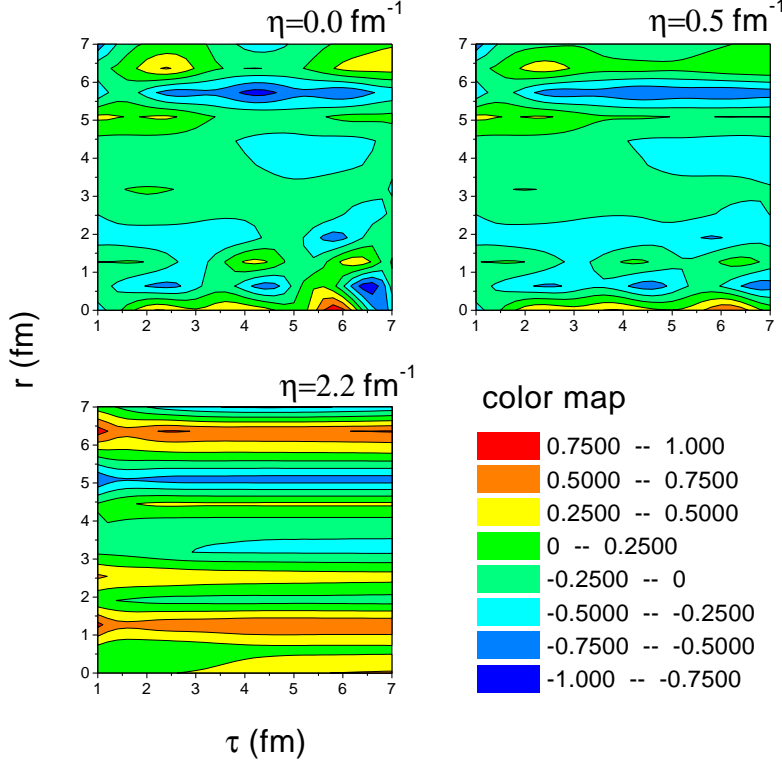 η=0.0 fm-1
η=0.5 fm-1
7
6
5
4
3
2
1
0
1 2 3 4 5 6 7
7
6
5
4
3
2
1
0
1 2 3 4 5 6 7
r (fm)
η=2.2 fm-1
7
6
5
4
3
2
1
0
1 2 3 4 5 6 7
τ (fm)
color map
0.7500 -- 1.000
0.5000 -- 0.7500
0.2500 -- 0.5000
0 -- 0.2500
-0.2500 -- 0
-0.5000 -- -0.2500
-0.7500 -- -0.5000
-1.000 -- -0.7500